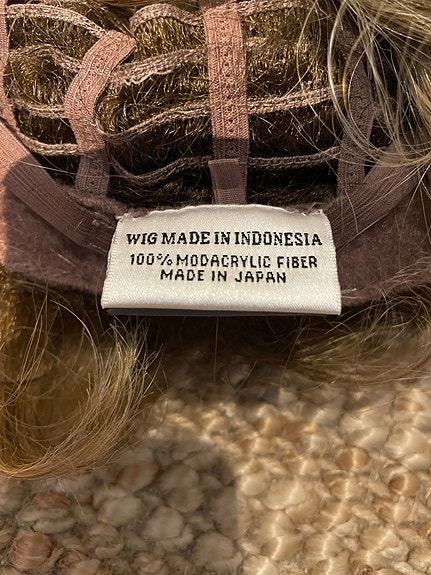 WIG MADE IN INDONESIA
100% MODACRYLIC FIBER
MADE IN JAPAN